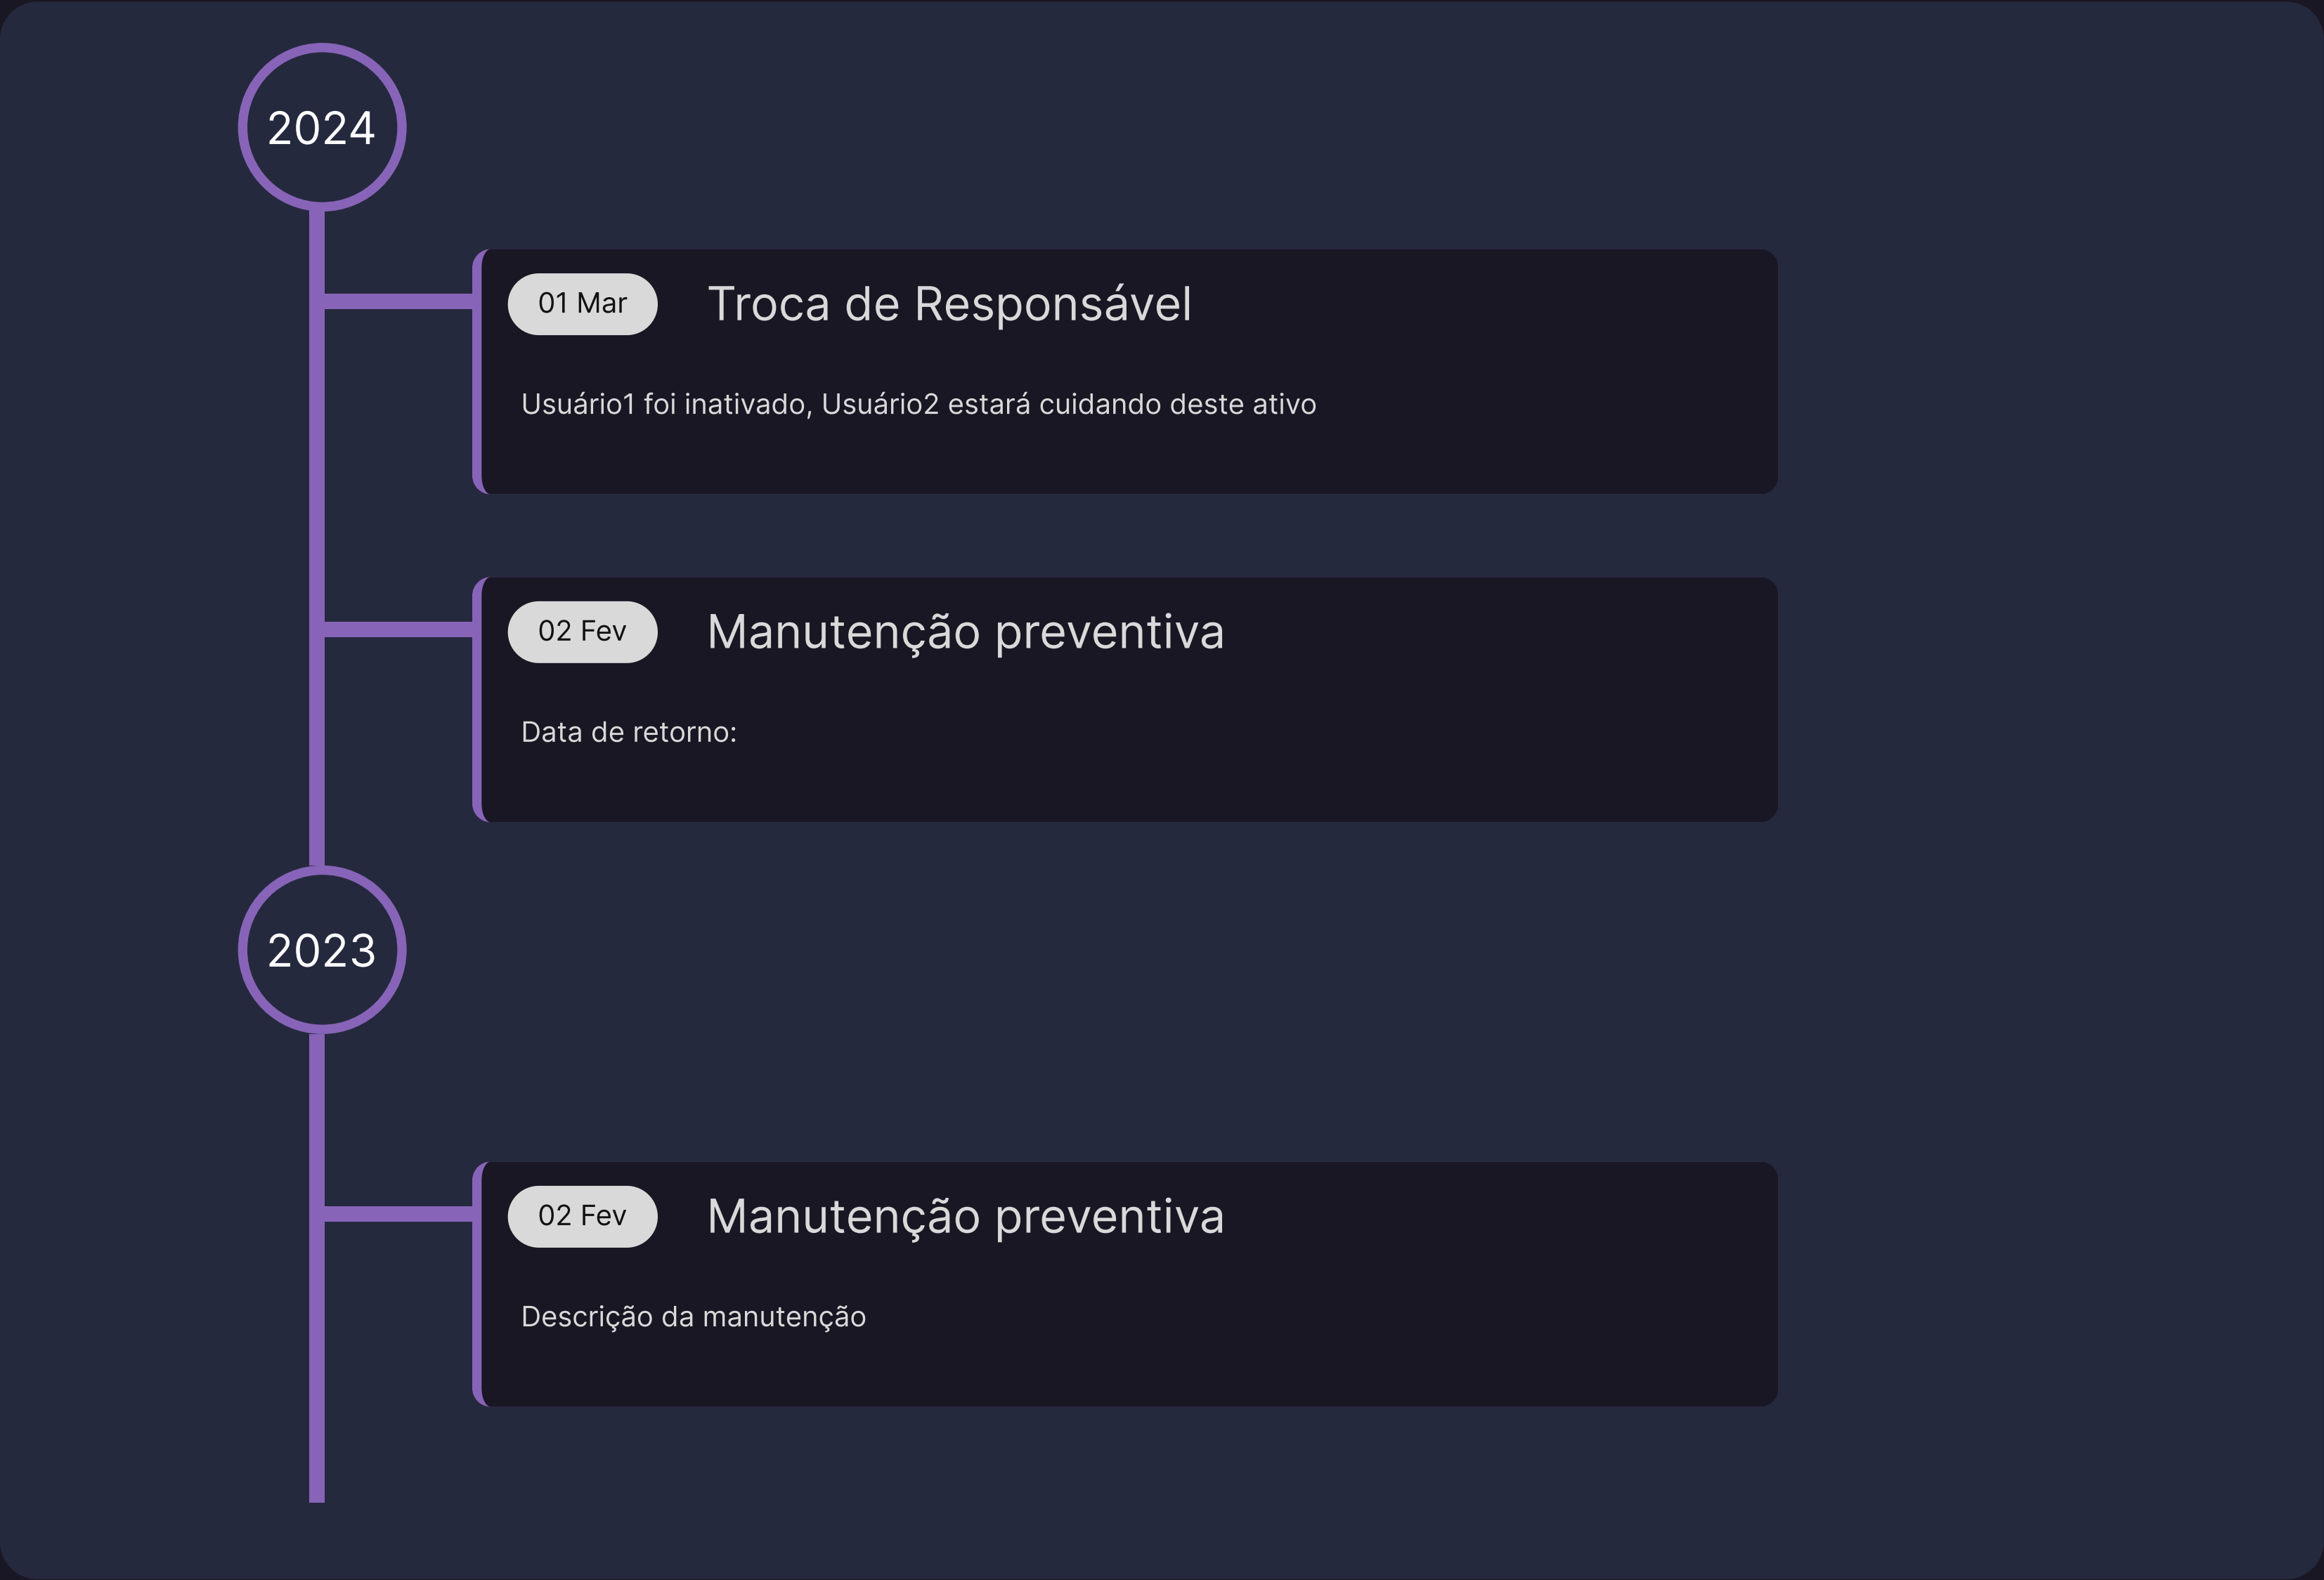 2024
01 Mar
Troca de Responsável
Usuário1 foi inativado, Usuário2 estará cuidando deste ativo
02 Fev
Manutenção preventiva
Data de retorno:
2023
02 Fev
Manutenção preventiva
Descrição da manutenção